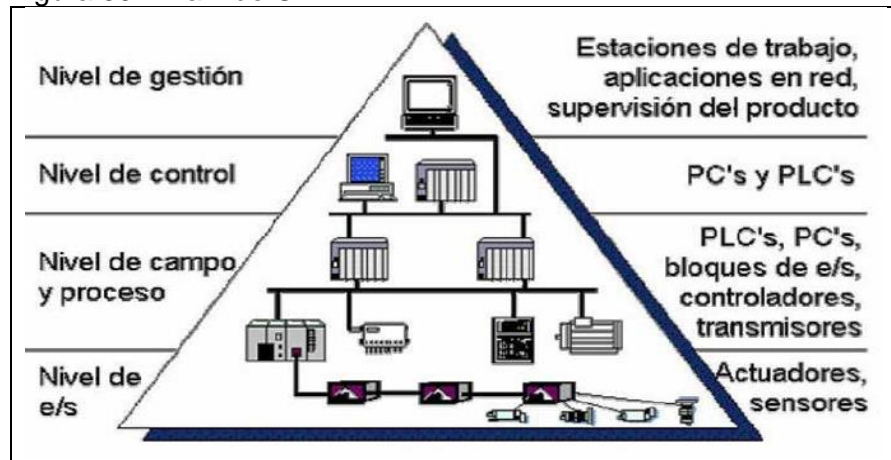 Nivel de gestión
Estaciones de trabajo,
aplicaciones en red,
supervisión del producto
Nivel de control
PC's y PLC's
Nivel de campo
y proceso
PLC's, PC's,
bloques de e/s,
controladores,
transmisores
Nivel de
e/s
Actuadores,
sensores